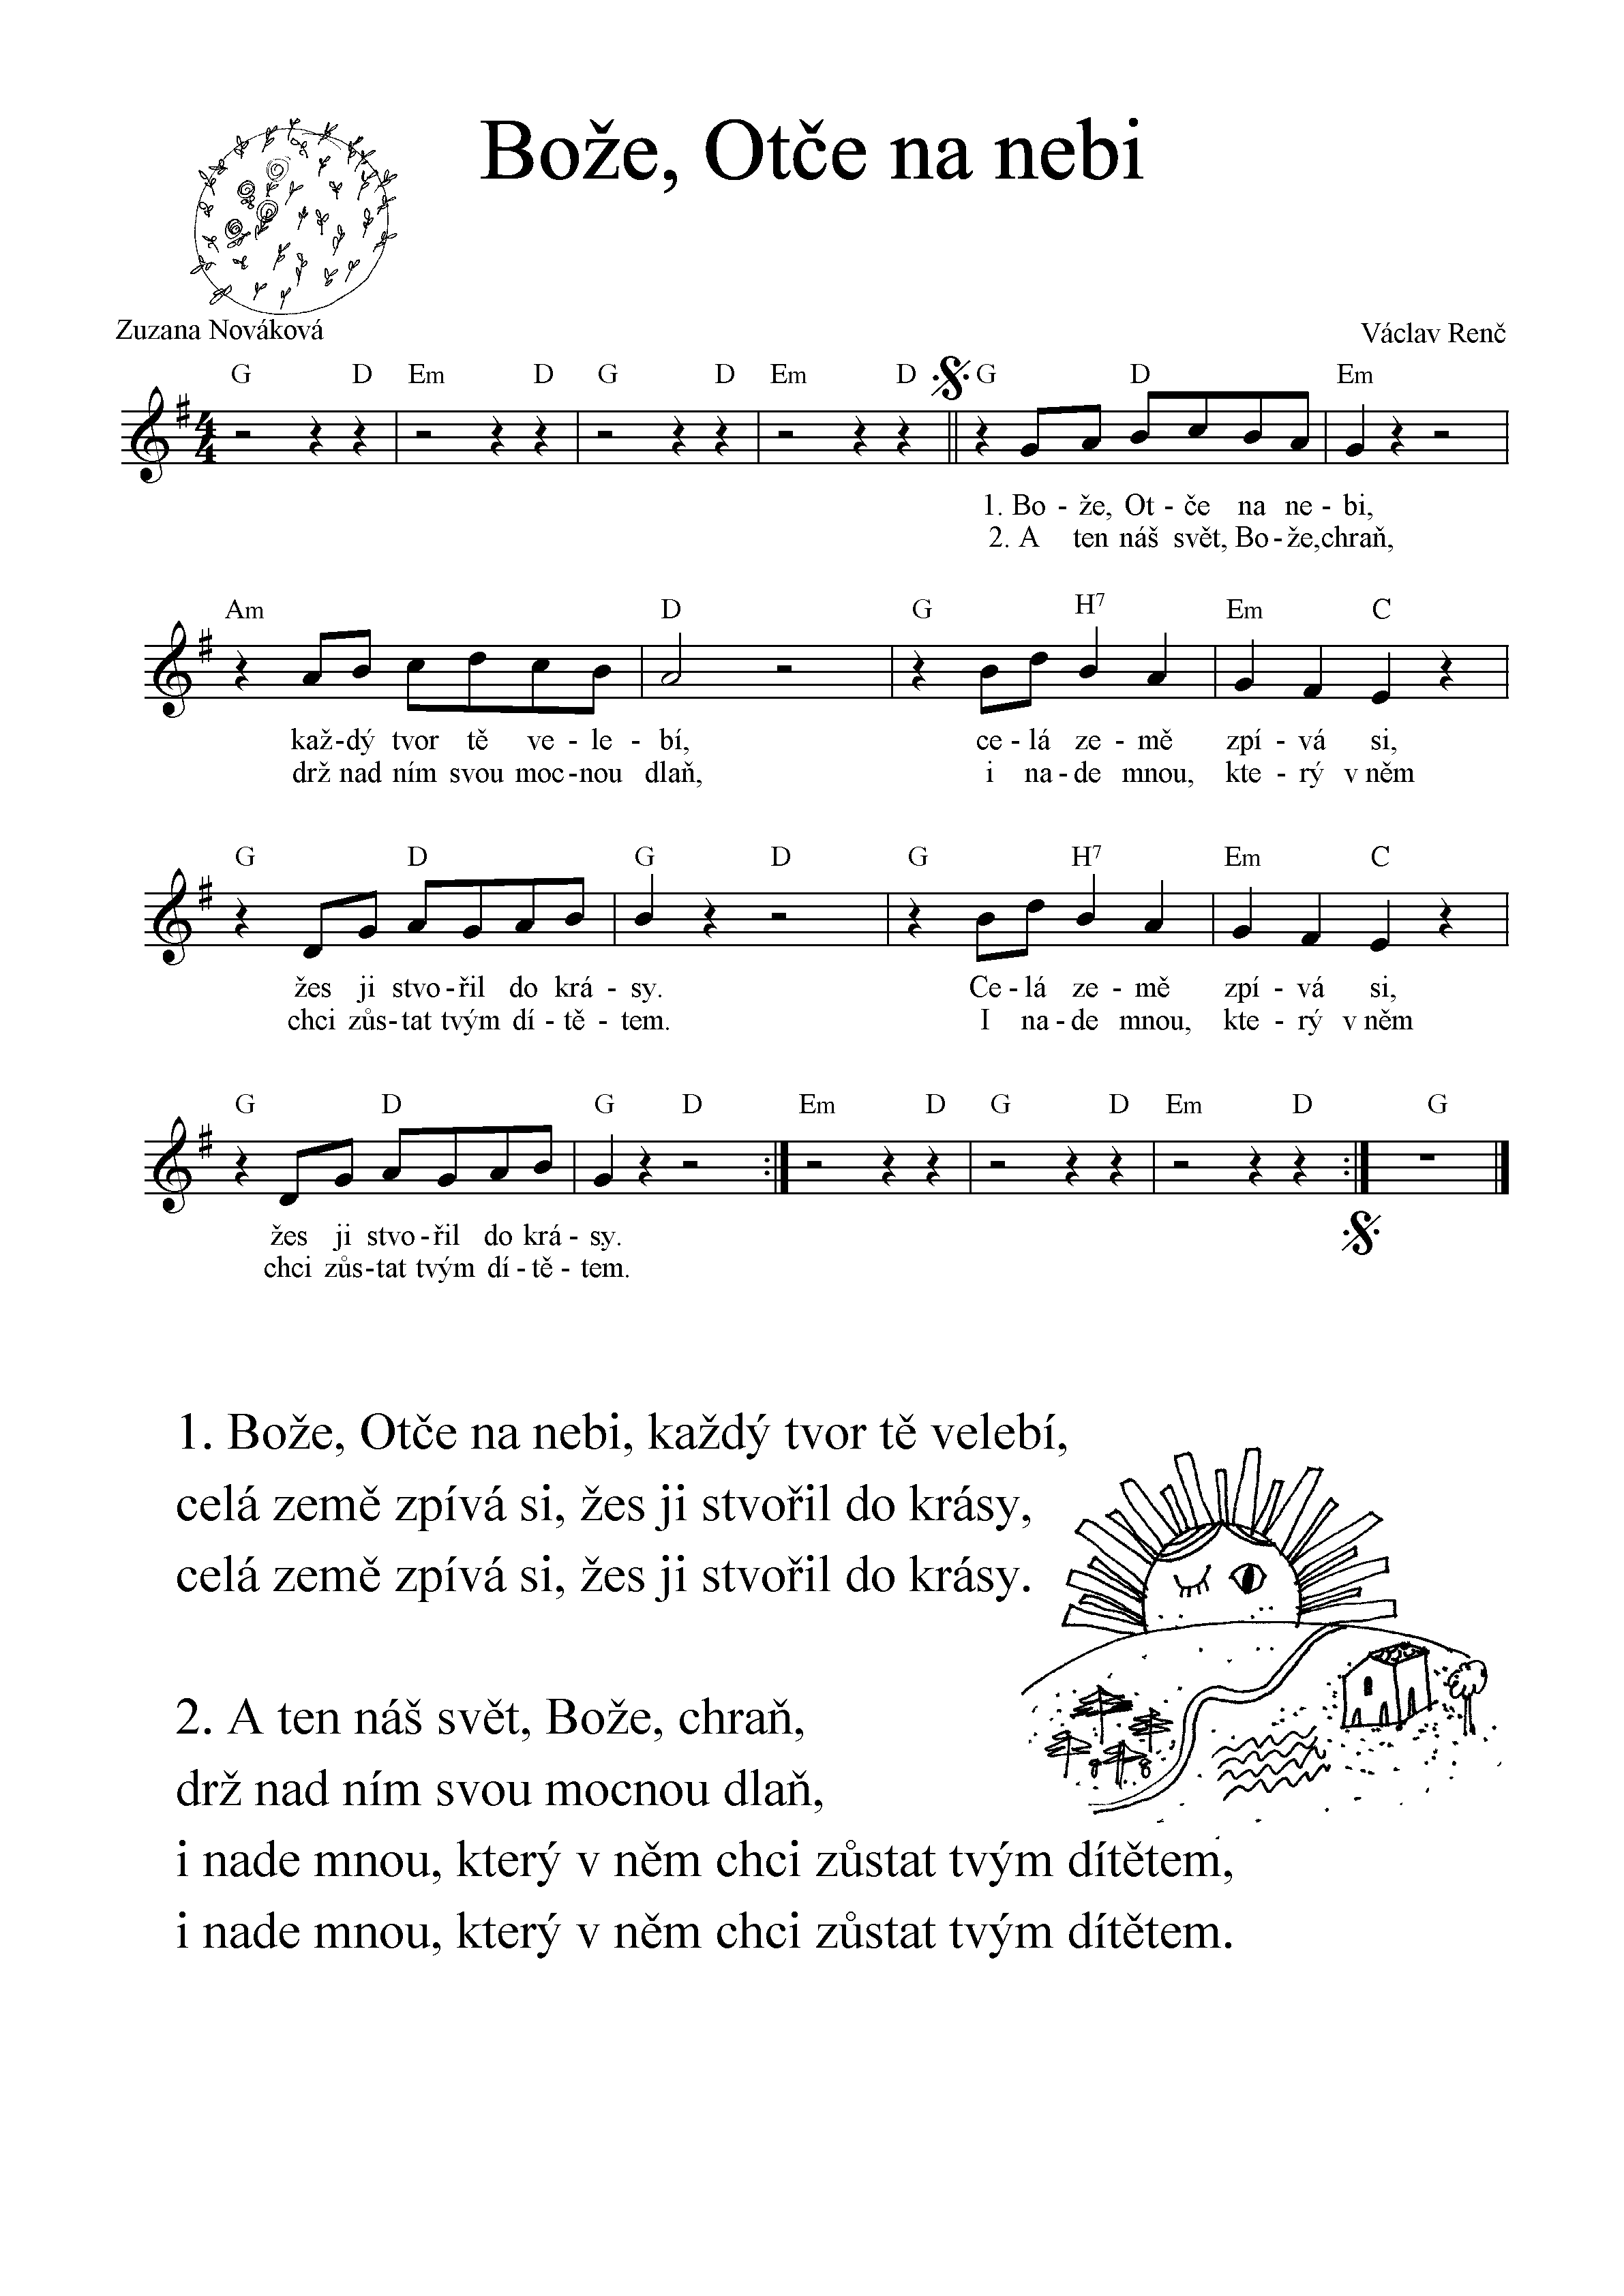 Bože, Otče na nebi
Zuzana Nováková
Václav Renč
G D Em D G D Em D G D Em
1. Bo - že, Ot - če na ne - bi,
2. A ten náš svět, Bo - že, chraň,
Am D G H7 Em C
kaž - dý tvor tě ve - le - bí, ce - lá ze - mě zpí - vá si,
drž nad ním svou moc - nou dlaň, i na - de mnou, kte - rý v něm
G D G D G H7 Em C
žes ji stvo - řil do krá - sy. Ce - lá ze - mě zpí - vá si,
chci zůs - tat tvým dí - tě - tem. I na - de mnou, kte - rý v něm
G D G D Em D G D Em D G
žes ji stvo - řil do krá - sy.
chci zůs - tat tvým dí - tě - tem.
1. Bože, Otče na nebi, každý tvor tě velebí,
celá země zpívá si, žes ji stvořil do krásy,
celá země zpívá si, žes ji stvořil do krásy.
2. A ten náš svět, Bože, chraň,
drž nad ním svou mocnou dlaň,
i nade mnou, který v něm chci zůstat tvým dítětem,
i nade mnou, který v něm chci zůstat tvým dítětem.